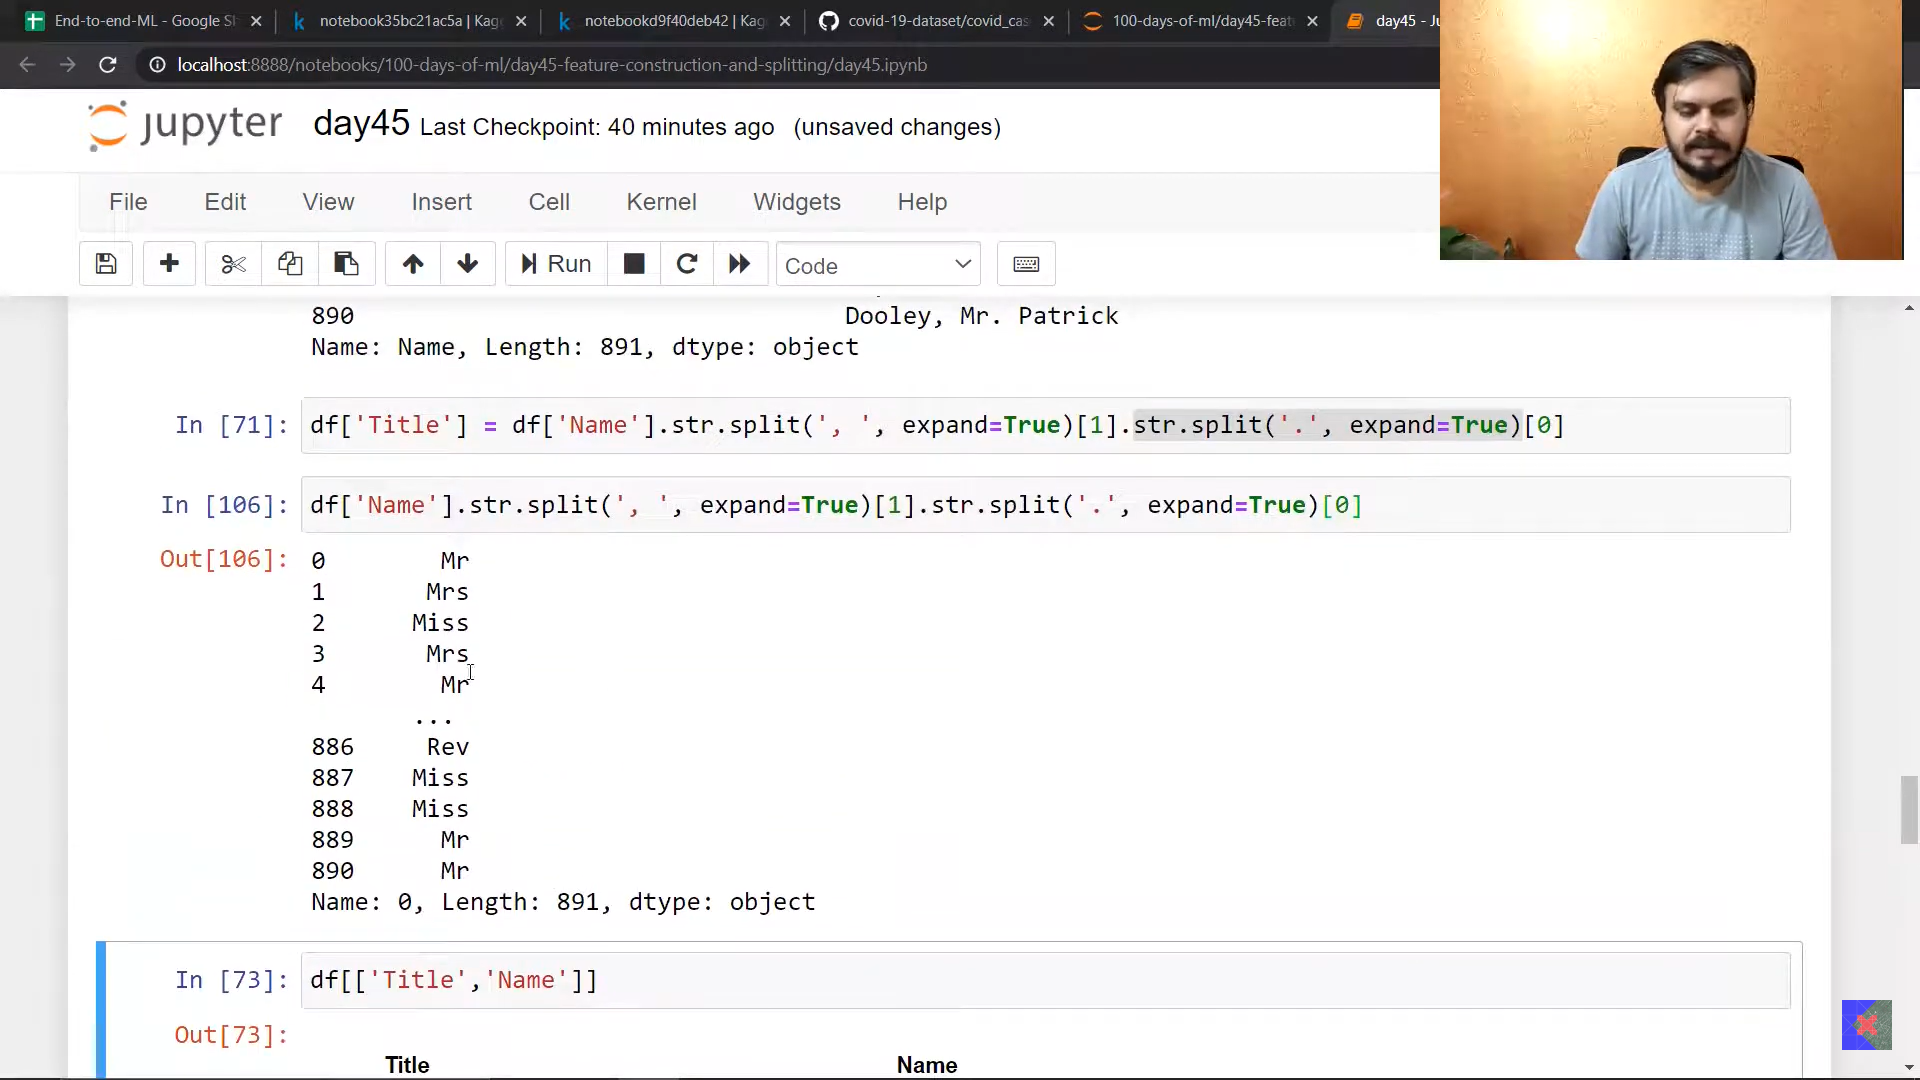 End-to-end-ML - Google S
notebook35bc21ac5a | Kag
notebookd9f40deb42 | Kag
covid-19-dataset/covid_cas
100-days-of-ml/day45-feat
day45 - Ju
localhost:8888/notebooks/100-days-of-ml/day45-feature-construction-and-splitting/day45.ipynb
jupyter day45 Last Checkpoint: 40 minutes ago (unsaved changes)
File Edit View Insert Cell Kernel Widgets Help
Run Code
890 Dooley, Mr. Patrick
Name: Name, Length: 891, dtype: object
In [71]: df['Title'] = df['Name'].str.split(', ', expand=True)[1].str.split('.', expand=True)[0]
In [106]: df['Name'].str.split(', ', expand=True)[1].str.split('.', expand=True)[0]
Out[106]: 0 Mr
1 Mrs
2 Miss
3 Mrs
4 Mr
...
886 Rev
887 Miss
888 Miss
889 Mr
890 Mr
Name: 0, Length: 891, dtype: object
In [73]: df[['Title','Name']]
Out[73]:
Title Name